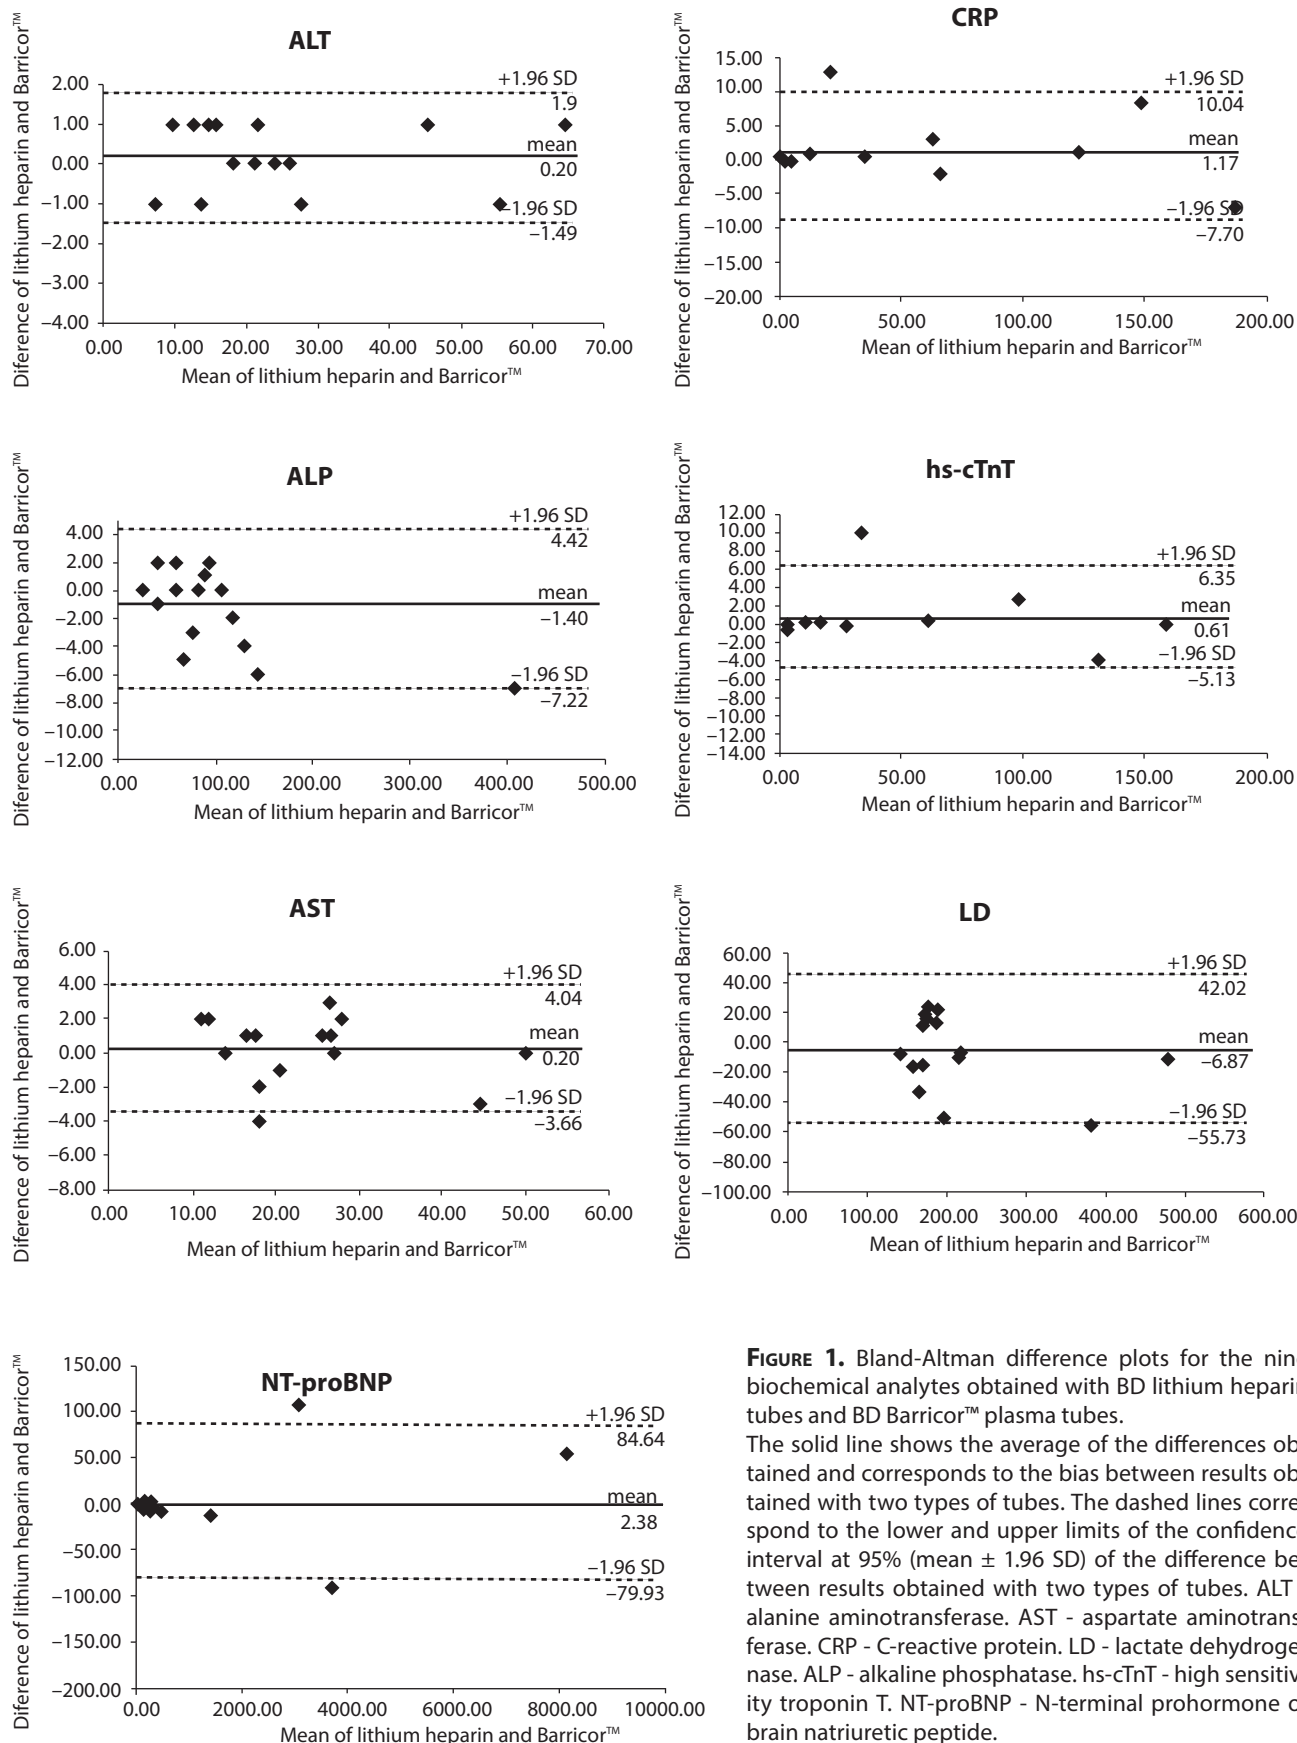 ALT
Diference of lithium heparin and Barricor™
2.00
1.00
0.00
−1.00
−2.00
−3.00
−4.00
+1.96 SD
1.9
mean
0.20
−1.96 SD
−1.49
0.00 10.00 20.00 30.00 40.00 50.00 60.00 70.00
Mean of lithium heparin and Barricor™
CRP
Diference of lithium heparin and Barricor™
15.00
10.00
5.00
0.00
−5.00
−10.00
−15.00
−20.00
+1.96 SD
10.04
mean
1.17
−1.96 SD
−7.70
0.00 50.00 100.00 150.00 200.00
Mean of lithium heparin and Barricor™
ALP
Diference of lithium heparin and Barricor™
4.00
2.00
0.00
−2.00
−4.00
−6.00
−8.00
−10.00
−12.00
+1.96 SD
4.42
mean
−1.40
−1.96 SD
−7.22
0.00 100.00 200.00 300.00 400.00 500.00
Mean of lithium heparin and Barricor™
hs-cTnT
Diference of lithium heparin and Barricor™
12.00
10.00
8.00
6.00
4.00
2.00
0.00
−2.00
−4.00
−6.00
−8.00
−10.00
−12.00
−14.00
+1.96 SD
6.35
mean
0.61
−1.96 SD
−5.13
0.00 50.00 100.00 150.00 200.00
Mean of lithium heparin and Barricor™
AST
Diference of lithium heparin and Barricor™
6.00
4.00
2.00
0.00
−2.00
−4.00
−6.00
−8.00
+1.96 SD
4.04
mean
0.20
−1.96 SD
−3.66
0.00 10.00 20.00 30.00 40.00 50.00 60.00
Mean of lithium heparin and Barricor™
LD
Diference of lithium heparin and Barricor™
60.00
40.00
20.00
0.00
−20.00
−40.00
−60.00
−80.00
−100.00
+1.96 SD
42.02
mean
−6.87
−1.96 SD
−55.73
0.00 100.00 200.00 300.00 400.00 500.00 600.00
Mean of lithium heparin and Barricor™
NT-proBNP
Diference of lithium heparin and Barricor™
150.00
100.00
50.00
0.00
−50.00
−100.00
−150.00
−200.00
+1.96 SD
84.64
mean
2.38
−1.96 SD
−79.93
0.00 2000.00 4000.00 6000.00 8000.00 10000.00
Mean of lithium heparin and Barricor™
FIGURE 1. Bland-Altman difference plots for the nin
biochemical analytes obtained with BD lithium hepari
tubes and BD Barricor™ plasma tubes.
The solid line shows the average of the differences ob
tained and corresponds to the bias between results ob
tained with two types of tubes. The dashed lines corre
spond to the lower and upper limits of the confidence
interval at 95% (mean ± 1.96 SD) of the difference be
tween results obtained with two types of tubes. ALT
alanine aminotransferase. AST - aspartate aminotrans
ferase. CRP - C-reactive protein. LD - lactate dehydroge
nase. ALP - alkaline phosphatase. hs-cTnT - high sensitiv
ity troponin T. NT-proBNP - N-terminal prohormone o
brain natriuretic peptide.